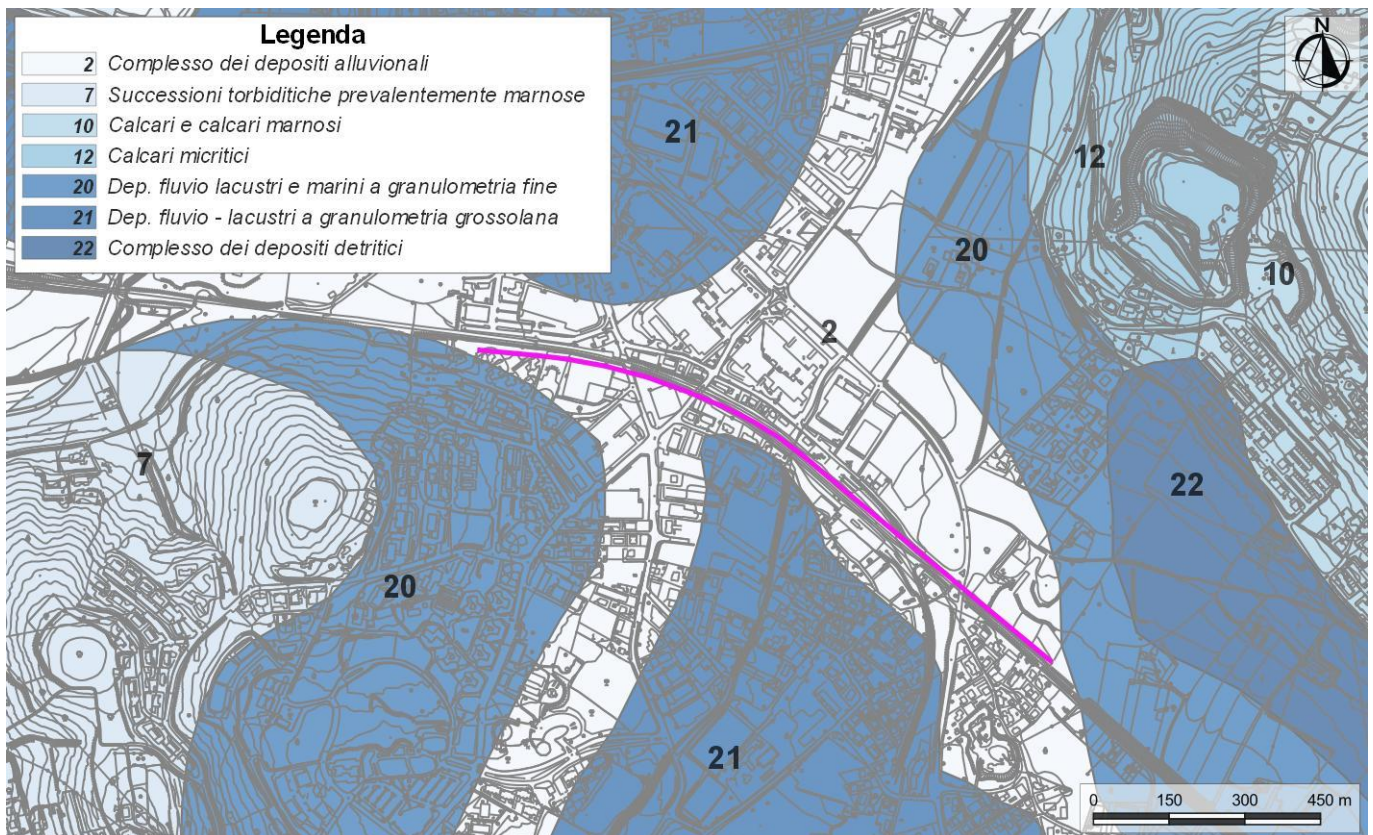 Legenda
2 Complesso dei depositi alluvionali
7 Successioni torbiditiche prevalentemente marnose
10 Calcari e calcari marnosi
12 Calcari micritici
20 Dep. fluvio lacustri e marini a granulometria fine
21 Dep. fluvio - lacustri a granulometria grossolana
22 Complesso dei depositi detritici
N
21
12
20
10
2
7
22
20
21
0 150 300 450 m